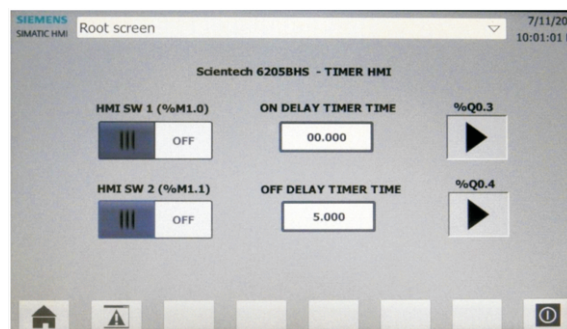 SIEMENS
SIMATIC HMI
Root screen
7/11/20
10:01:01
Scientech 6205BHS - TIMER HMI
HMI SW 1 (%M1.0)
ON DELAY TIMER TIME
%Q0.3
OFF
00.000
HMI SW 2 (%M1.1)
OFF DELAY TIMER TIME
%Q0.4
OFF
5.000